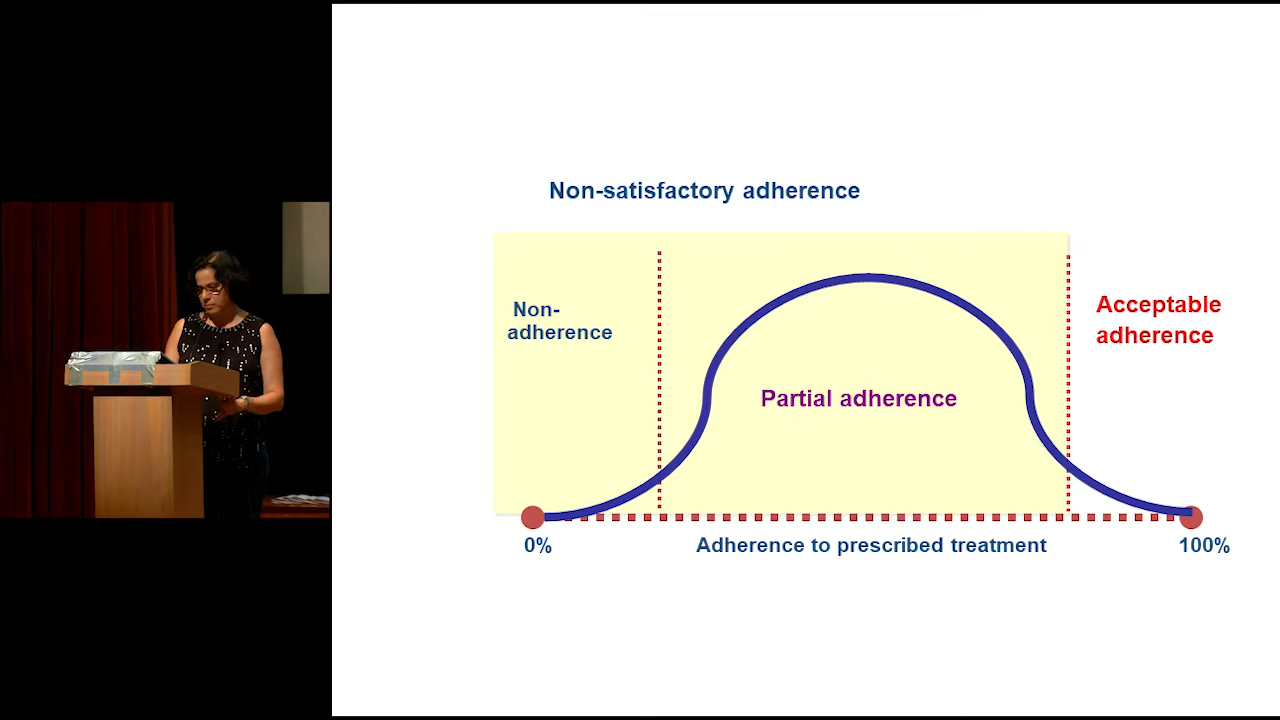 Non-satisfactory adherence
Non-
adherence
Acceptable
adherence
Partial adherence
0%
Adherence to prescribed treatment
100%